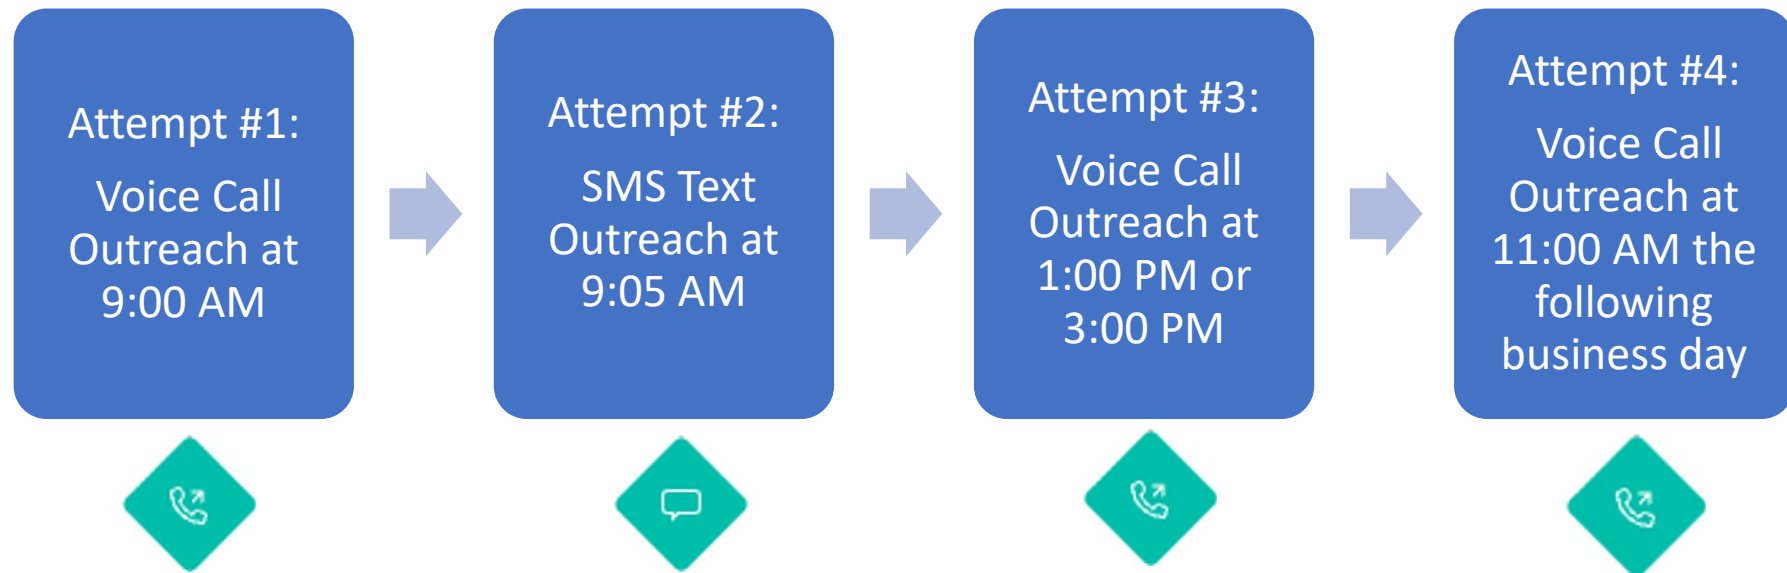 Attempt #1:
Voice Call
Outreach at
9:00 AM
Attempt #2:
SMS Text
Outreach at
9:05 AM
Attempt #3:
Voice Call
Outreach at
1:00 PM or
3:00 PM
Attempt #4:
Voice Call
Outreach at
11:00 AM the
following
business day